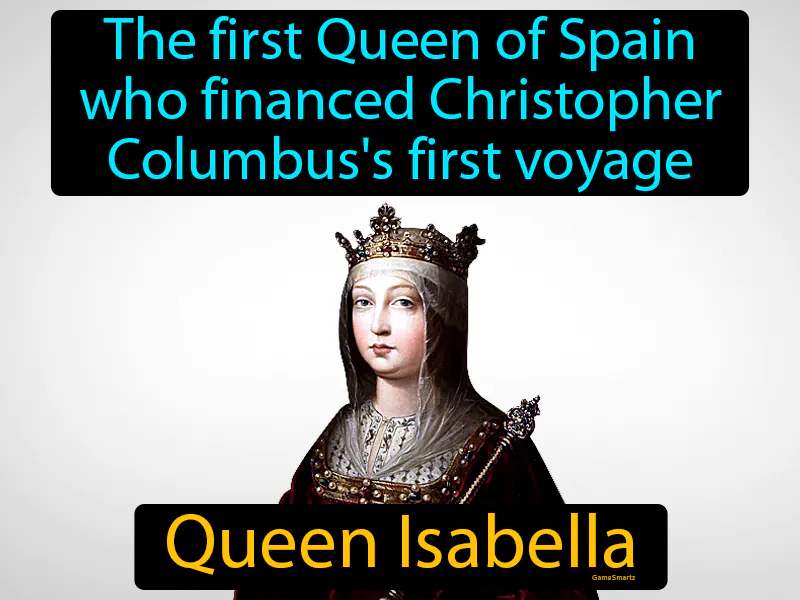 The first Queen of Spain
who financed Christopher
Columbus's first voyage
Queen Isabella
GameSmartz